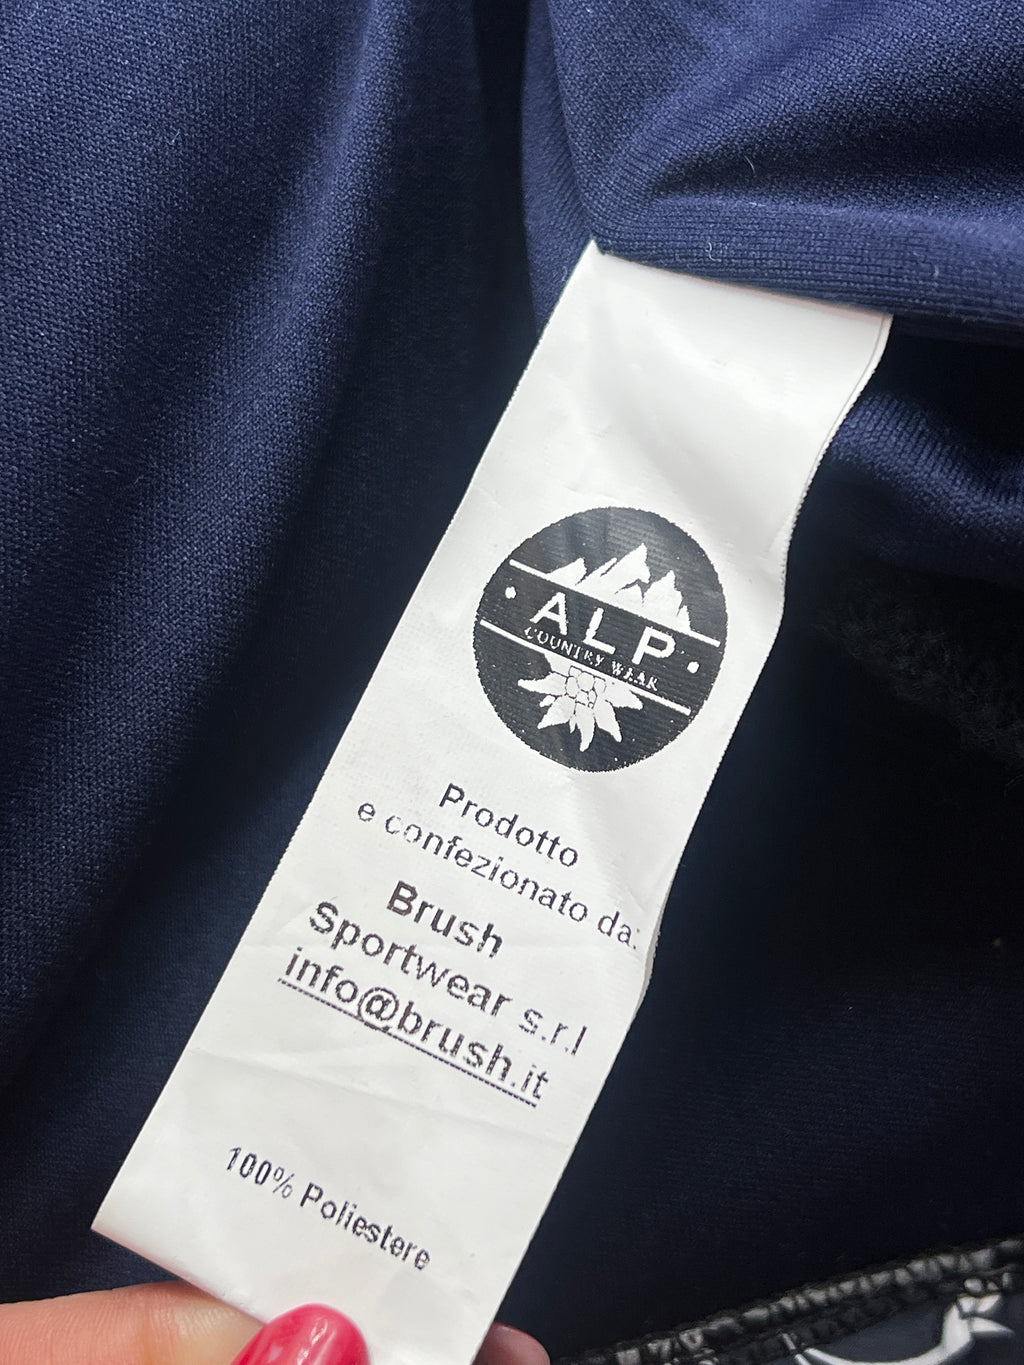 ALP
COUNTRY WEAR
Prodotto
e confezionato da:
Brush
Sportwear s.r.l
info@brush.it
100% Poliestere